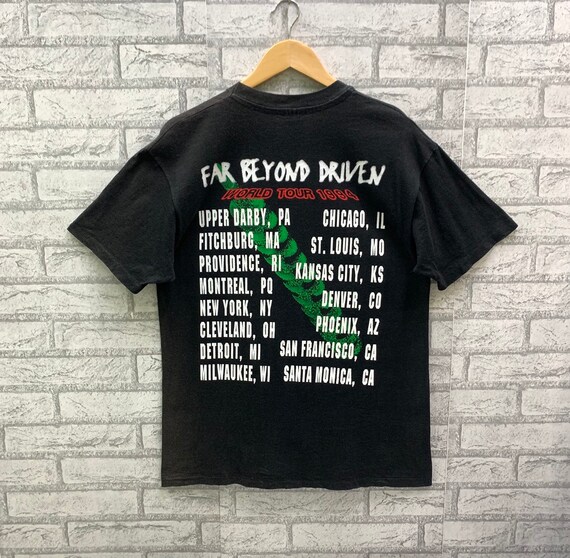 FAR BEYOND DRIVEN
WORLD TOUR 1994
UPPER DARBY, PA
FITCHBURG, MA
PROVIDENCE, RI
MONTREAL, PQ
NEW YORK, NY
CLEVELAND, OH
DETROIT, MI
MILWAUKEE, WI
CHICAGO, IL
ST. LOUIS, MO
KANSAS CITY, KS
DENVER, CO
PHOENIX, AZ
SAN FRANCISCO, CA
SANTA MONICA, CA